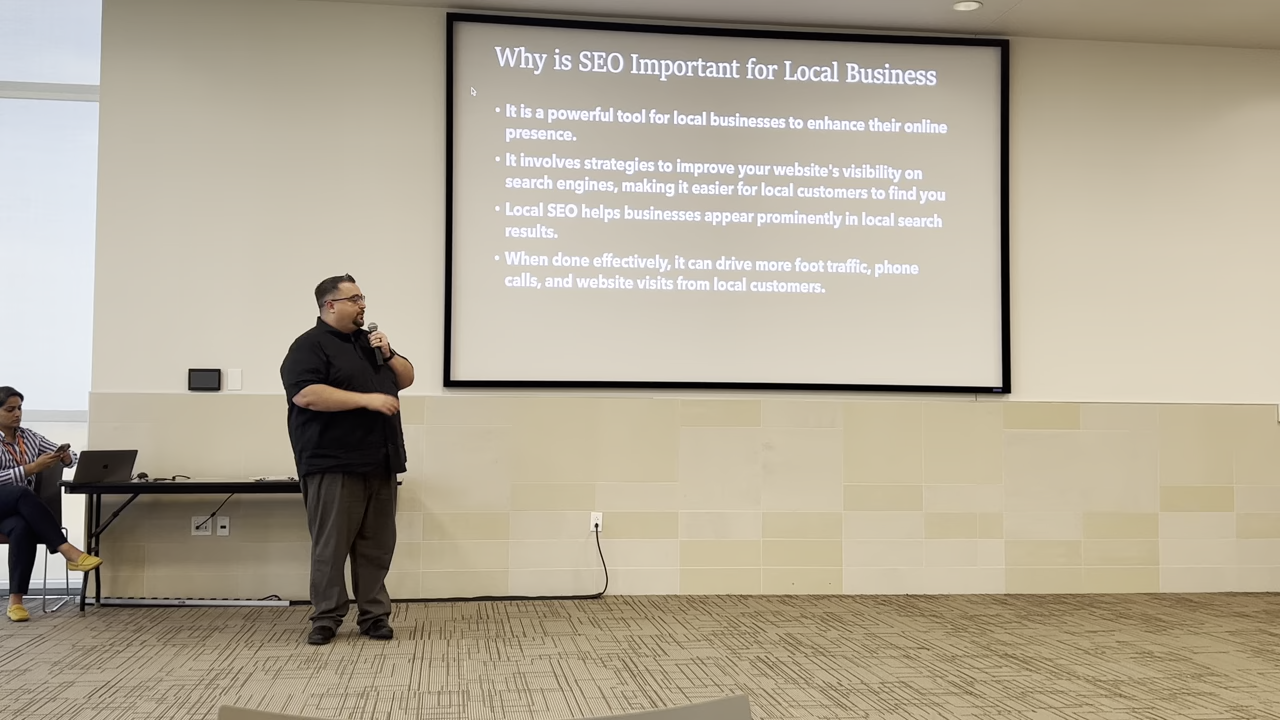 Why is SEO Important for Local Business
• It is a powerful tool for local businesses to enhance their online
presence.
• It involves strategies to improve your website's visibility on
search engines, making it easier for local customers to find you
• Local SEO helps businesses appear prominently in local search
results.
• When done effectively, it can drive more foot traffic, phone
calls, and website visits from local customers.